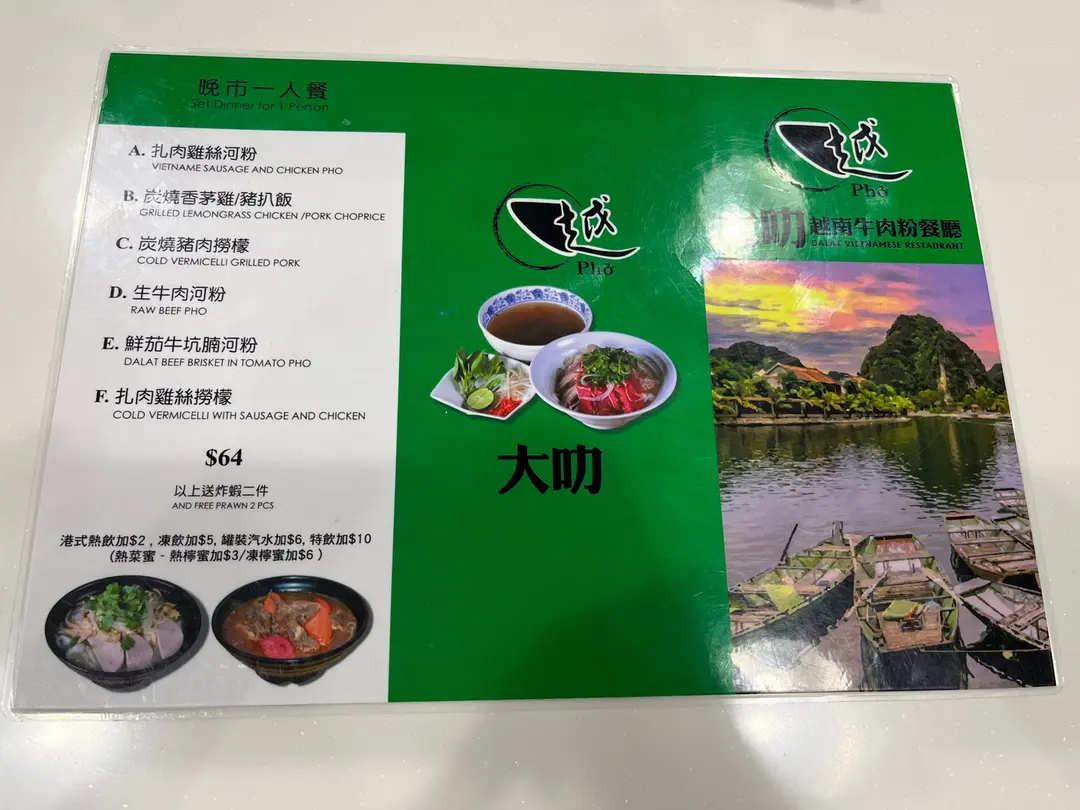 晚市一人餐
Set Dinner for 1 Person
A. 扎肉雞絲河粉
VIETNAME SAUSAGE AND CHICKEN PHO
B. 炭燒香茅雞/豬扒飯
GRILLED LEMONGRASS CHICKEN /PORK CHOPRICE
C. 炭燒豬肉撈檬
COLD VERMICELLI GRILLED PORK
D. 生牛肉河粉
RAW BEEF PHO
E. 鮮茄牛坑腩河粉
DALAT BEEF BRISKET IN TOMATO PHO
F. 扎肉雞絲撈檬
COLD VERMICELLI WITH SAUSAGE AND CHICKEN
$64
以上送炸蝦二件
AND FREE PRAWN 2 PCS
港式熱飲加$2 , 凍飲加$5, 罐裝汽水加$6, 特飲加$10
(熱菜蜜 - 熱檸蜜加$3/凍檸蜜加$6 )
越
Phở
大叻
越
Phở
叻 越南牛肉粉餐廳
DALAT VIETNAMESE RESTAURANT